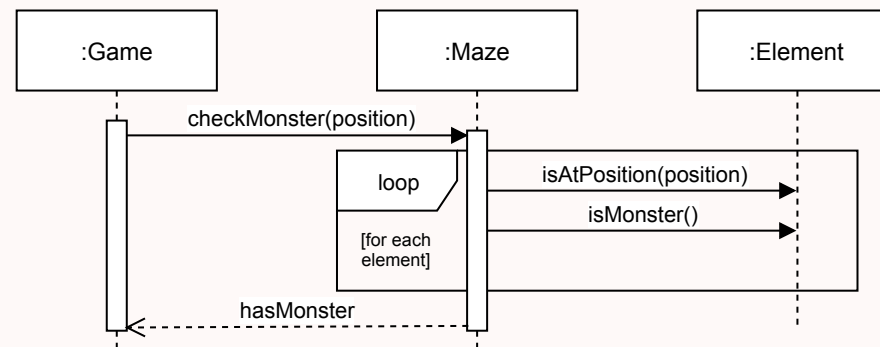 :Game
:Maze
:Element
checkMonster(position)
loop
isAtPosition(position)
isMonster()
[for each
element]
hasMonster